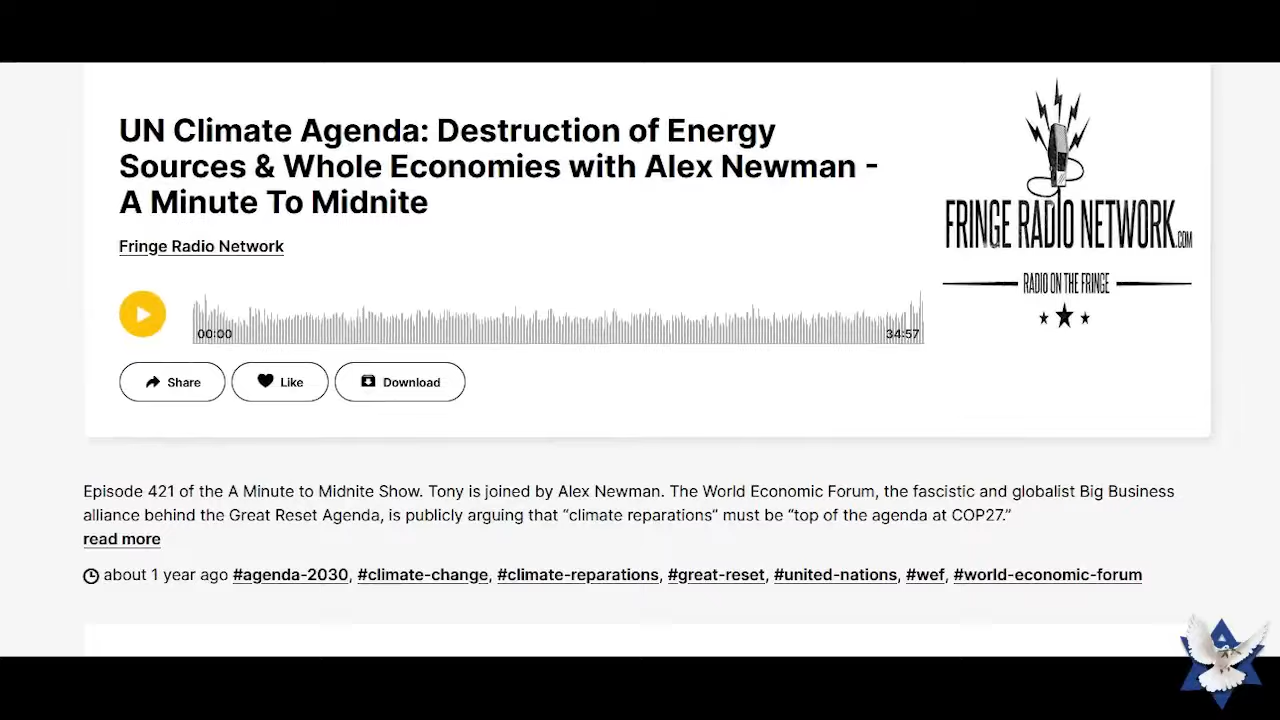 UN Climate Agenda: Destruction of Energy
Sources & Whole Economies with Alex Newman -
A Minute To Midnite
Fringe Radio Network
00:00
34:57
Share
Like
Download
FRINGE RADIO NETWORK.COM
RADIO ON THE FRINGE
Episode 421 of the A Minute to Midnite Show. Tony is joined by Alex Newman. The World Economic Forum, the fascistic and globalist Big Business
alliance behind the Great Reset Agenda, is publicly arguing that “climate reparations“ must be “top of the agenda at COP27.”
read more
about 1 year ago #agenda-2030, #climate-change, #climate-reparations, #great-reset, #united-nations, #wef, #world-economic-forum